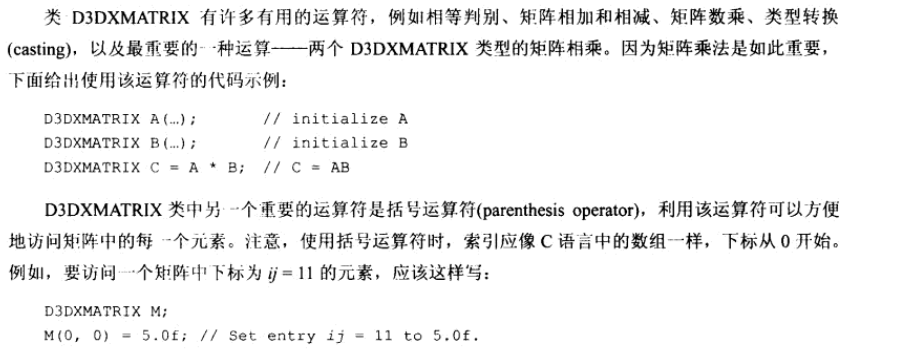 类 D3DXMATRIX 有许多有用的运算符，例如相等判别、矩阵相加和相减、矩阵数乘、类型转换
(casting)，以及最重要的一种运算——两个 D3DXMATRIX 类型的矩阵相乘。因为矩阵乘法是如此重要，
下面给出使用该运算符的代码示例：
D3DXMATRIX A(…);        // initialize A
D3DXMATRIX B(…);        // initialize B
D3DXMATRIX C = A * B;  // C = AB
D3DXMATRIX 类中另一个重要的运算符是括号运算符(parenthesis operator)，利用该运算符可以方便
地访问矩阵中的每一个元素。注意，使用括号运算符时，索引应像 C 语言中的数组一样，下标从 0 开始。
例如，要访问一个矩阵中下标为 ij = 11 的元素，应该这样写：
D3DXMATRIX M;
M(0, 0) = 5.0f; // Set entry ij = 11 to 5.0f.